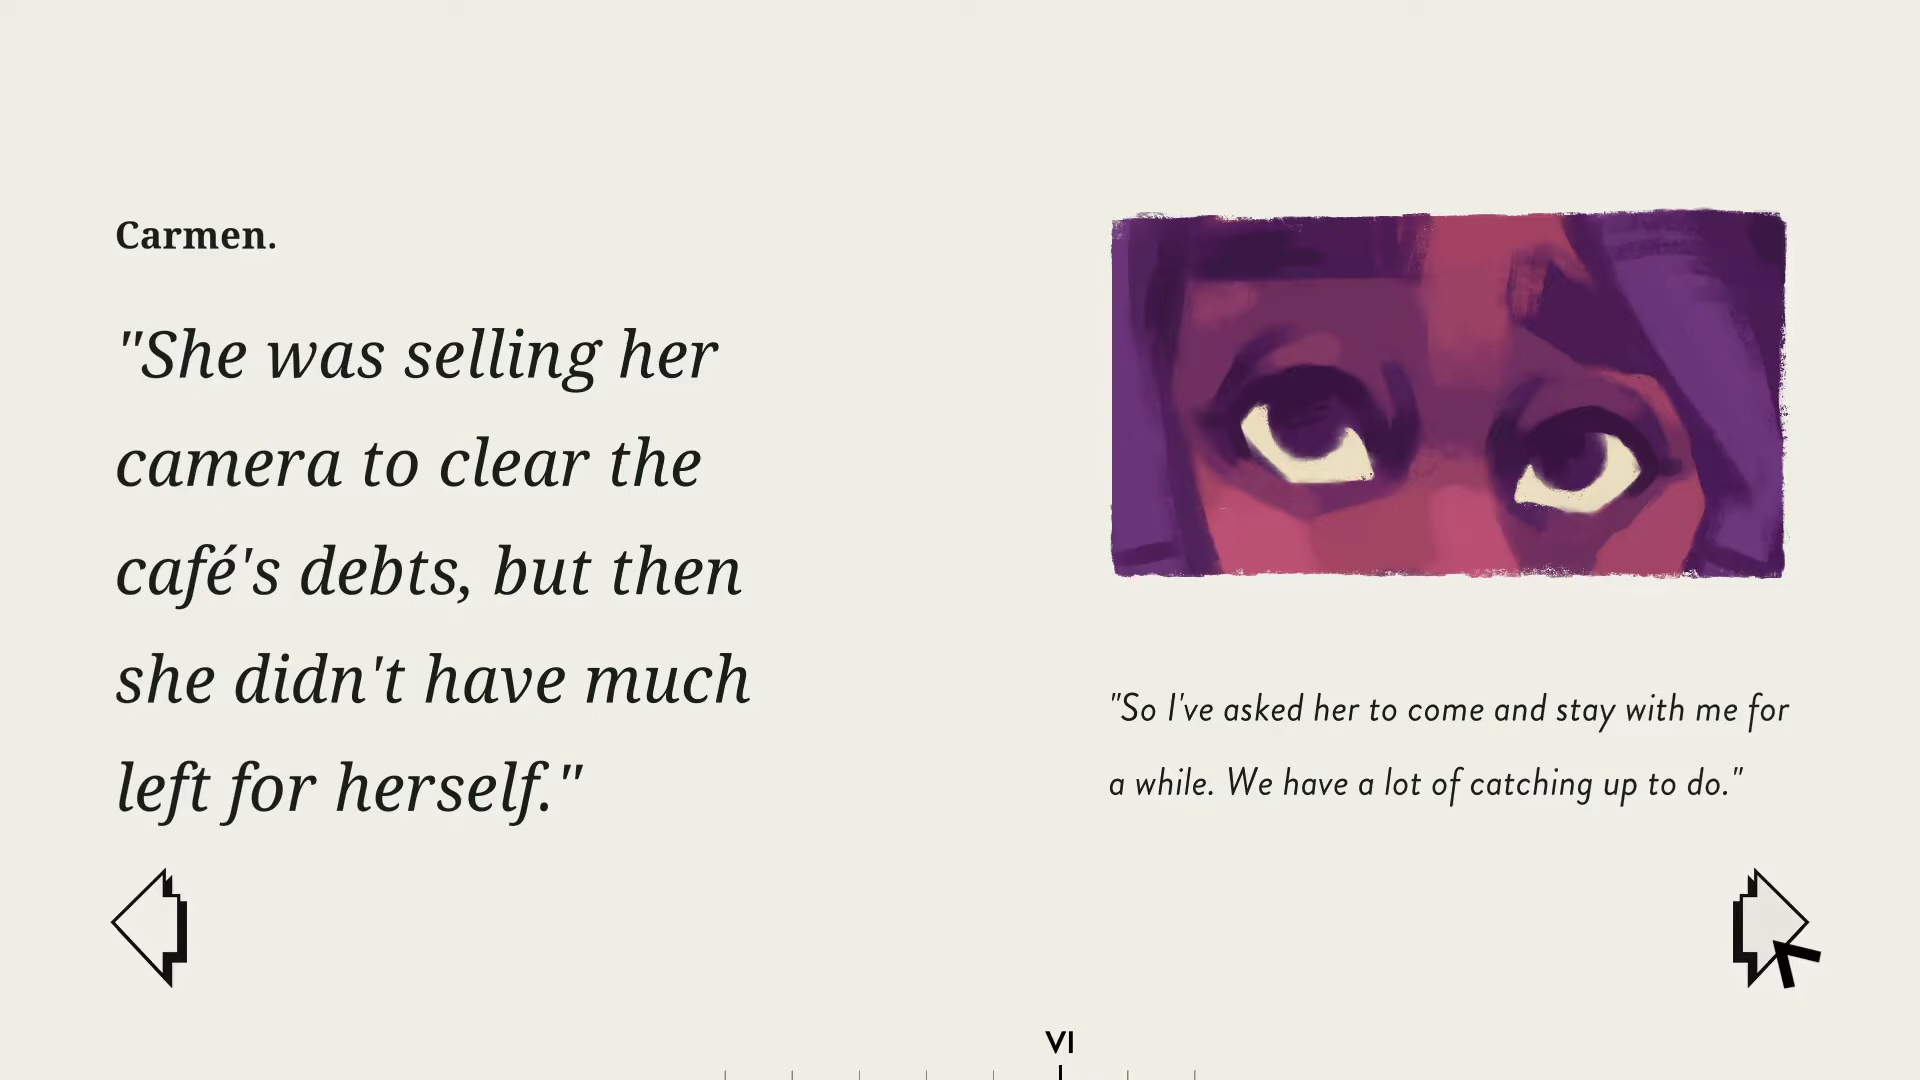 Carmen.
"She was selling her
camera to clear the
café's debts, but then
she didn't have much
left for herself."
"So I've asked her to come and stay with me for
a while. We have a lot of catching up to do."
VI